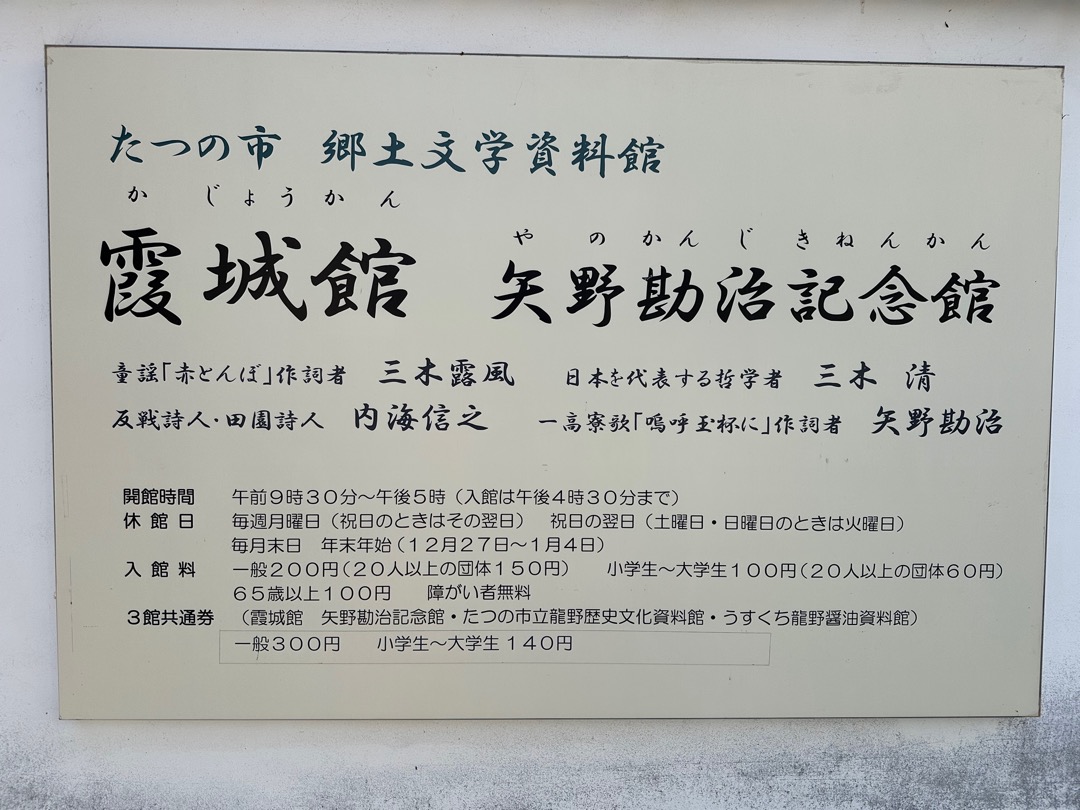 たつの市　郷土文学資料館
かじょうかん
やのかんじきねんかん
霞城館　矢野勘治記念館
童謡「赤とんぼ」作詞者　三木露風　日本を代表する哲学者　三木　清
反戦詩人・田園詩人　内海信之　一高寮歌「嗚呼玉杯に」作詞者　矢野勘治
開館時間　午前９時３０分～午後５時（入館は午後４時３０分まで）
休館日　毎週月曜日（祝日のときはその翌日）　祝日の翌日（土曜日・日曜日のときは火曜日）
毎月末日　年末年始（１２月２７日～１月４日）
入館料　一般２００円（２０人以上の団体１５０円）　小学生～大学生１００円（２０人以上の団体６０円）
６５歳以上１００円　障がい者無料
３館共通券　（霞城館　矢野勘治記念館・たつの市立龍野歴史文化資料館・うすくち龍野醤油資料館）
一般３００円　小学生～大学生１４０円